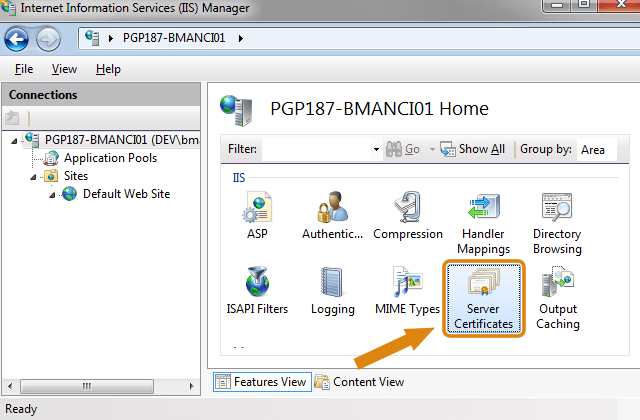 Internet Information Services (IIS) Manager
PGP187-BMANCI01
File View Help
Connections
PGP187-BMANCI01 (DEV\bma
Application Pools
Sites
Default Web Site
PGP187-BMANCI01 Home
Filter: Go Show All Group by: Area
IIS
ASP
Authentic...
Compression
Handler
Mappings
Directory
Browsing
ISAPI Filters
Logging
MIME Types
Server
Certificates
Output
Caching
Features View Content View
Ready